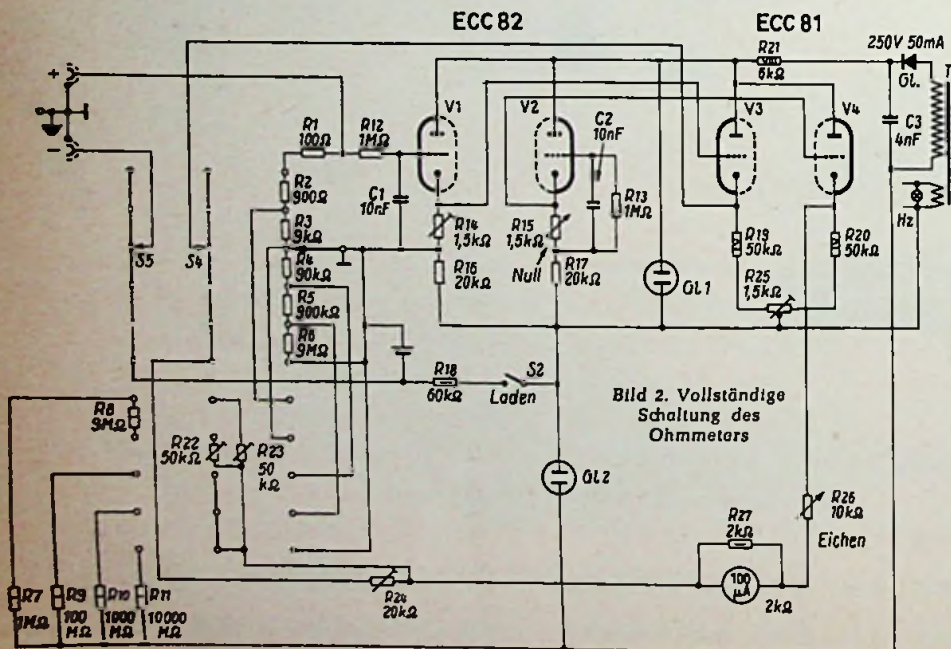 ECC 82
ECC 81
R21
6kΩ
250V 50mA
Gl.
T
+
-
R1
100Ω
R12
1MΩ
V1
V2
C2
10nF
V3
V4
C3
4nF
R2
900Ω
C1
10nF
R13
1MΩ
R3
9kΩ
S5
S4
R14
1,5kΩ
R15
1,5kΩ
Null
R19
50kΩ
R20
50kΩ
Hz
R4
90kΩ
R16
20kΩ
R17
20kΩ
Gl1
R25
1,5kΩ
R5
900kΩ
R6
9MΩ
R18
60kΩ
S2
Laden
Bild 2. Vollständige
Schaltung des
Ohmmeters
R8
9MΩ
R22
50kΩ
R23
50
kΩ
Gl2
R26
10kΩ
Eichen
R27
2kΩ
100
µA
2kΩ
R24
20kΩ
R7
1MΩ
R9
100
MΩ
R10
1000
MΩ
R11
10000
MΩ